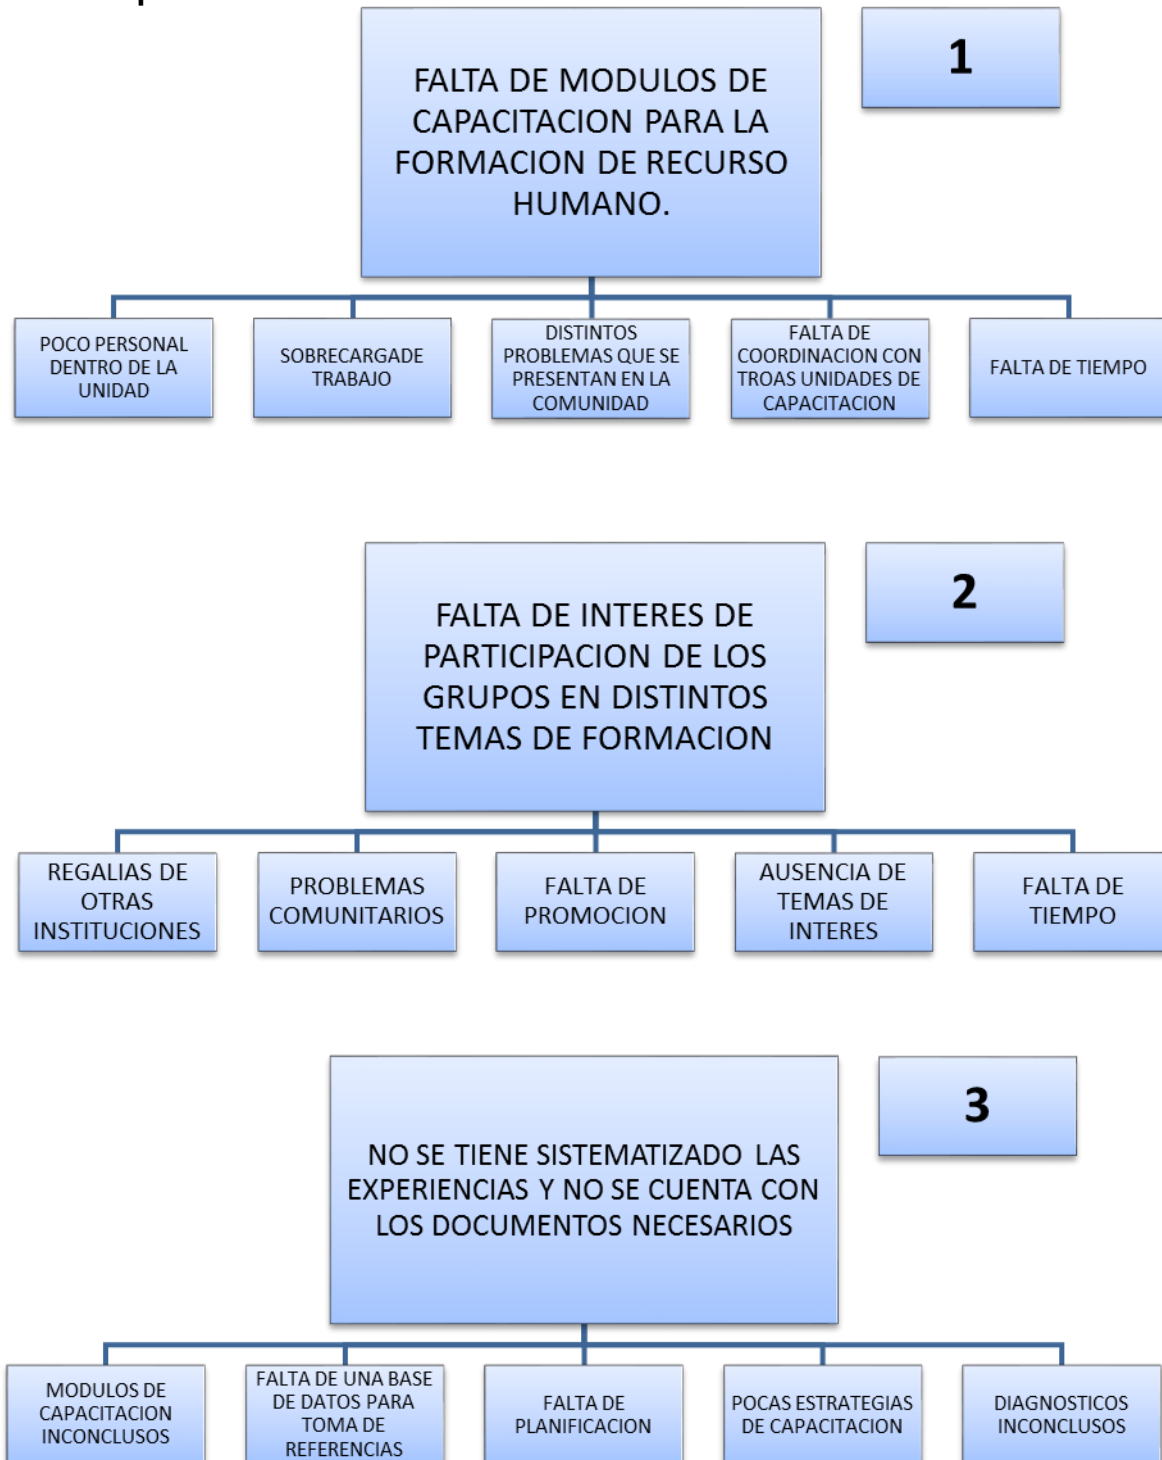 FALTA DE MODULOS DE
CAPACITACION PARA LA
FORMACION DE RECURSO
HUMANO.
1
POCO PERSONAL
DENTRO DE LA
UNIDAD
SOBRECARGADE
TRABAJO
DISTINTOS
PROBLEMAS QUE SE
PRESENTAN EN LA
COMUNIDAD
FALTA DE
COORDINACION CON
TROAS UNIDADES DE
CAPACITACION
FALTA DE TIEMPO
FALTA DE INTERES DE
PARTICIPACION DE LOS
GRUPOS EN DISTINTOS
TEMAS DE FORMACION
2
REGALIAS DE
OTRAS
INSTITUCIONES
PROBLEMAS
COMUNITARIOS
FALTA DE
PROMOCION
AUSENCIA DE
TEMAS DE
INTERES
FALTA DE
TIEMPO
NO SE TIENE SISTEMATIZADO LAS
EXPERIENCIAS Y NO SE CUENTA CON
LOS DOCUMENTOS NECESARIOS
3
MODULOS DE
CAPACITACION
INCONCLUSOS
FALTA DE UNA BASE
DE DATOS PARA
TOMA DE
REFERENCIAS
FALTA DE
PLANIFICACION
POCAS ESTRATEGIAS
DE CAPACITACION
DIAGNOSTICOS
INCONCLUSOS